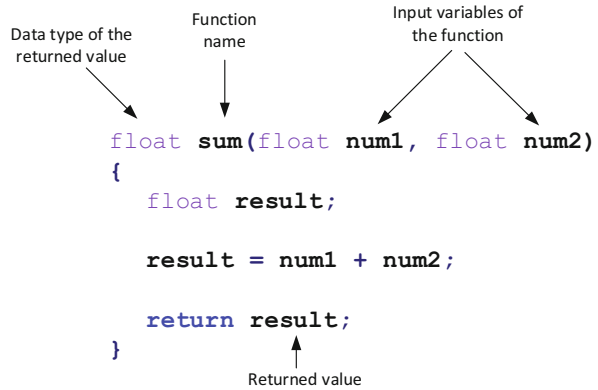 Data type of the
returned value
Function
name
Input variables of
the function
float sum(float num1, float num2)
{
float result;
result = num1 + num2;
return result;
}
Returned value